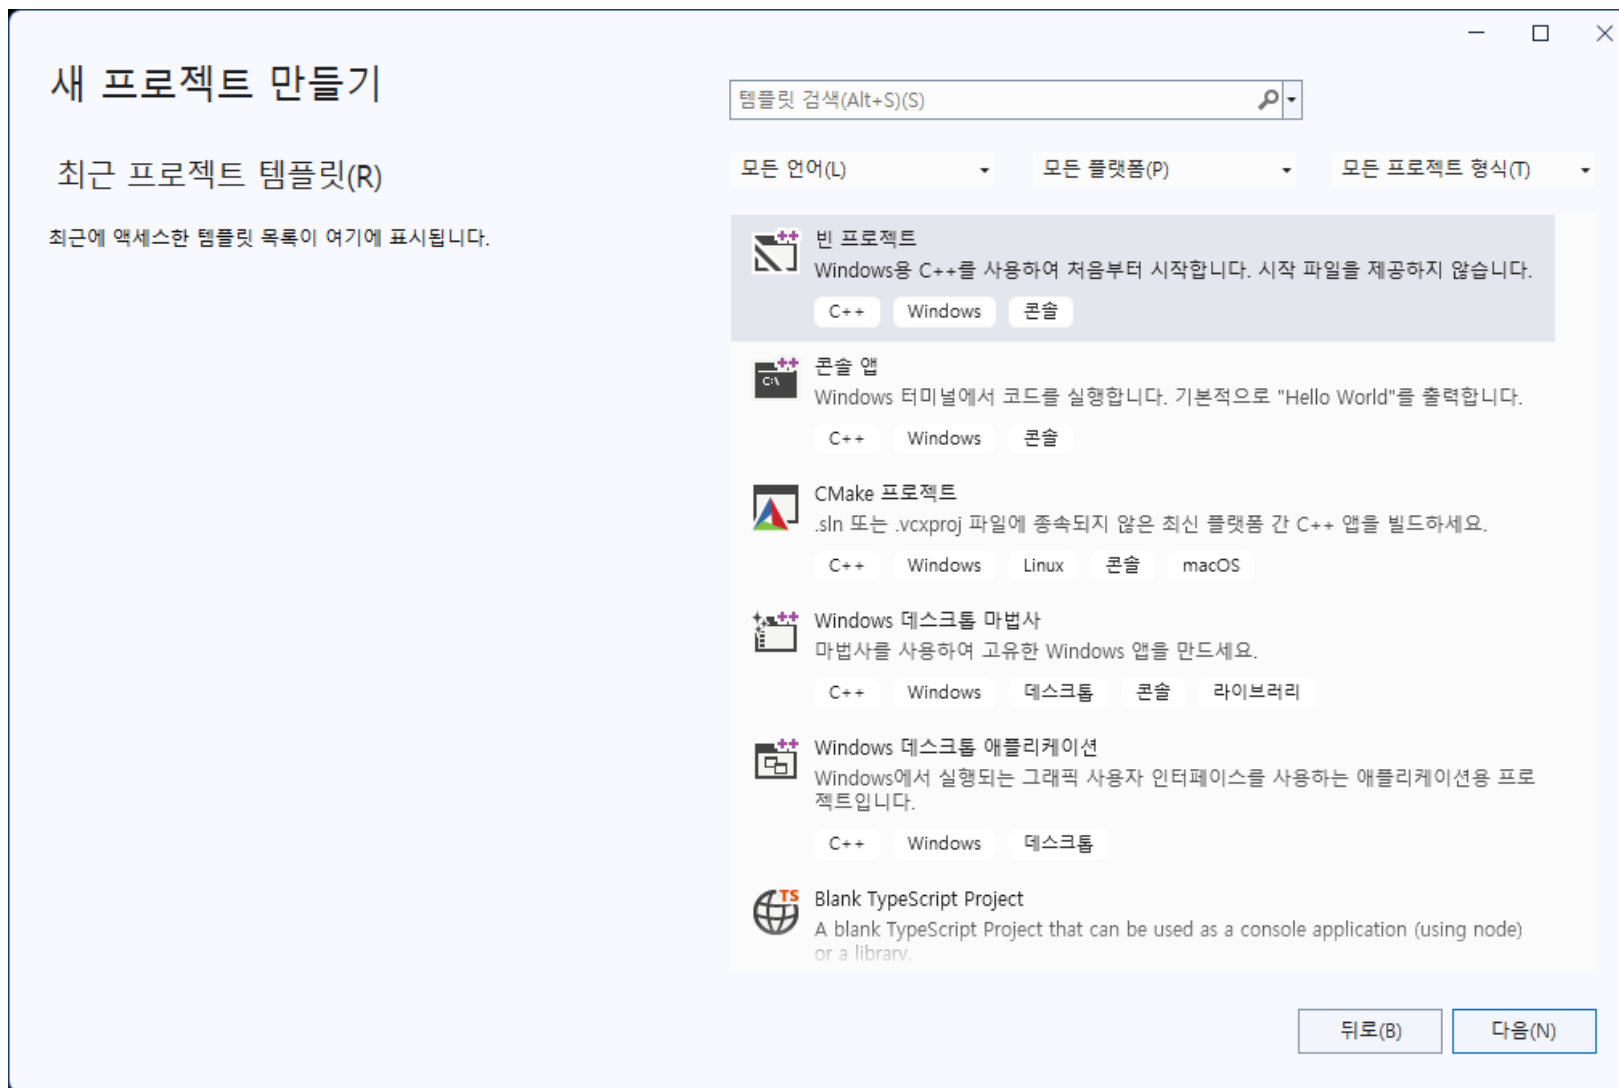 새 프로젝트 만들기
템플릿 검색(Alt+S)(S)
최근 프로젝트 템플릿(R)
모든 언어(L)
모든 플랫폼(P)
모든 프로젝트 형식(T)
최근에 액세스한 템플릿 목록이 여기에 표시됩니다.
빈 프로젝트
Windows용 C++를 사용하여 처음부터 시작합니다. 시작 파일을 제공하지 않습니다.
C++ Windows 콘솔
C:\
콘솔 앱
Windows 터미널에서 코드를 실행합니다. 기본적으로 "Hello World"를 출력합니다.
C++ Windows 콘솔
CMake 프로젝트
.sln 또는 .vcxproj 파일에 종속되지 않은 최신 플랫폼 간 C++ 앱을 빌드하세요.
C++ Windows Linux 콘솔 macOS
Windows 데스크톱 마법사
마법사를 사용하여 고유한 Windows 앱을 만드세요.
C++ Windows 데스크톱 콘솔 라이브러리
Windows 데스크톱 애플리케이션
Windows에서 실행되는 그래픽 사용자 인터페이스를 사용하는 애플리케이션용 프로
젝트입니다.
C++ Windows 데스크톱
TS
Blank TypeScript Project
A blank TypeScript Project that can be used as a console application (using node)
or a library.
뒤로(B)
다음(N)